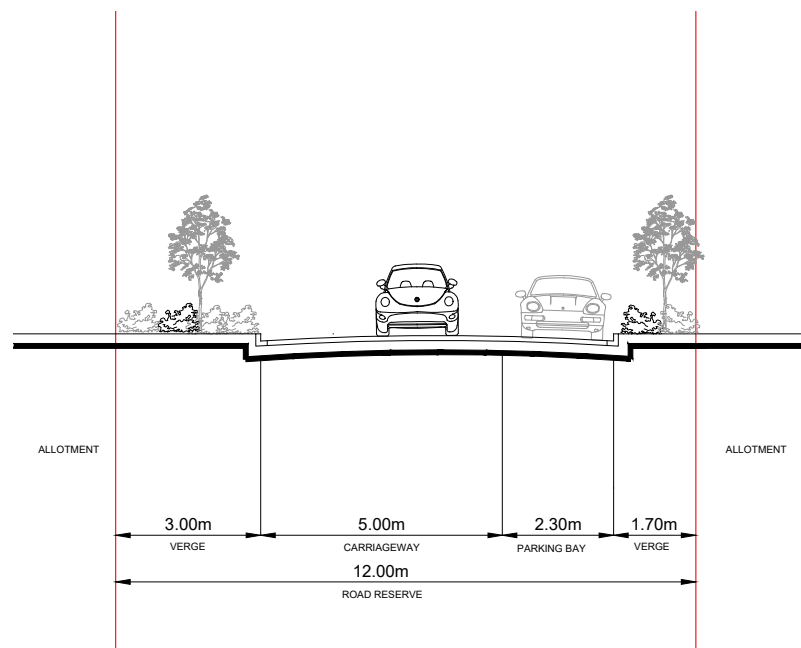 ALLOTMENT
ALLOTMENT
3.00m
5.00m
2.30m
1.70m
VERGE
CARRIAGEWAY
PARKING BAY
VERGE
12.00m
ROAD RESERVE